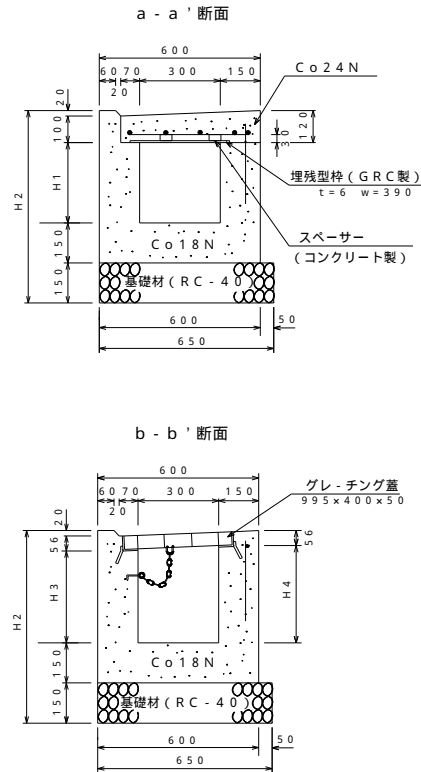 a-a'断面
600
60 70 300 150
20
20
Co24N
100
30
120
H2
H1
埋残型枠(GRC製)
t=6 w=390
スペーサー
(コンクリート製)
Co18N
150
150
基礎材(RC-40)
600
50
650
b-b'断面
600
60 70 300 150
20
20
グレ-チング蓋
995×400×50
56
56
H2
H3
H4
Co18N
150
150
基礎材(RC-40)
600
50
650